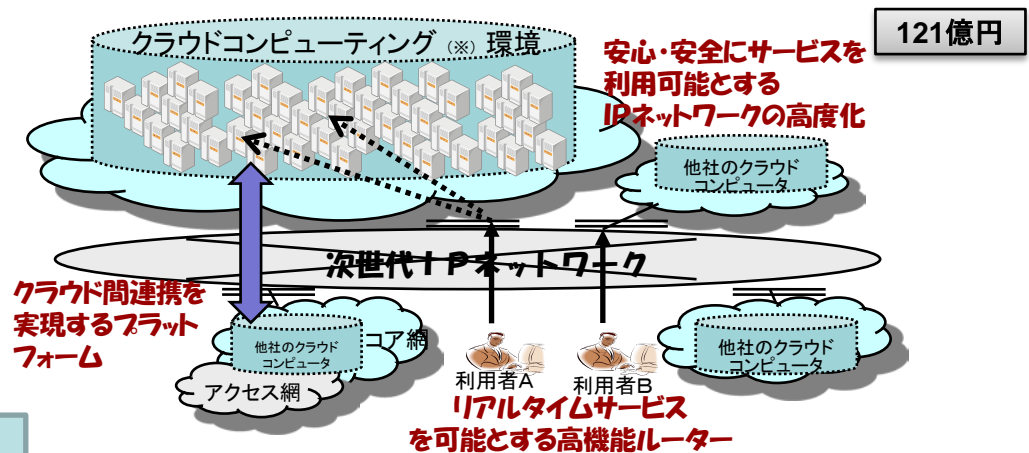 121億円
クラウドコンピューティング（※）環境
安心・安全にサービスを
利用可能とする
IPネットワークの高度化
他社のクラウド
コンピュータ
次世代ＩＰネットワーク
クラウド間連携を
実現するプラット
フォーム
他社のクラウド
コンピュータ
コア網
アクセス網
利用者A
利用者B
他社のクラウド
コンピュータ
リアルタイムサービス
を可能とする高機能ルーター